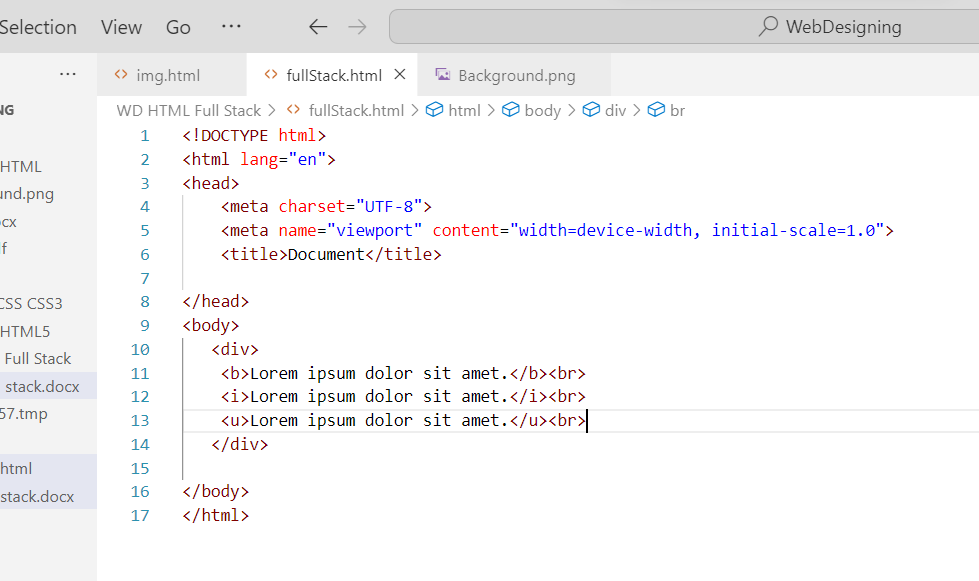 Selection View Go ··· WebDesigning
··· img.html fullStack.html Background.png
NG
HTML
und.png
ocx
f
CSS CSS3
HTML5
Full Stack
stack.docx
57.tmp
html
stack.docx
WD HTML Full Stack > fullStack.html > html > body > div > br
1 <!DOCTYPE html>
2 <html lang="en">
3 <head>
4 <meta charset="UTF-8">
5 <meta name="viewport" content="width=device-width, initial-scale=1.0">
6 <title>Document</title>
7
8 </head>
9 <body>
10 <div>
11 <b>Lorem ipsum dolor sit amet.</b><br>
12 <i>Lorem ipsum dolor sit amet.</i><br>
13 <u>Lorem ipsum dolor sit amet.</u><br>
14 </div>
15
16 </body>
17 </html>